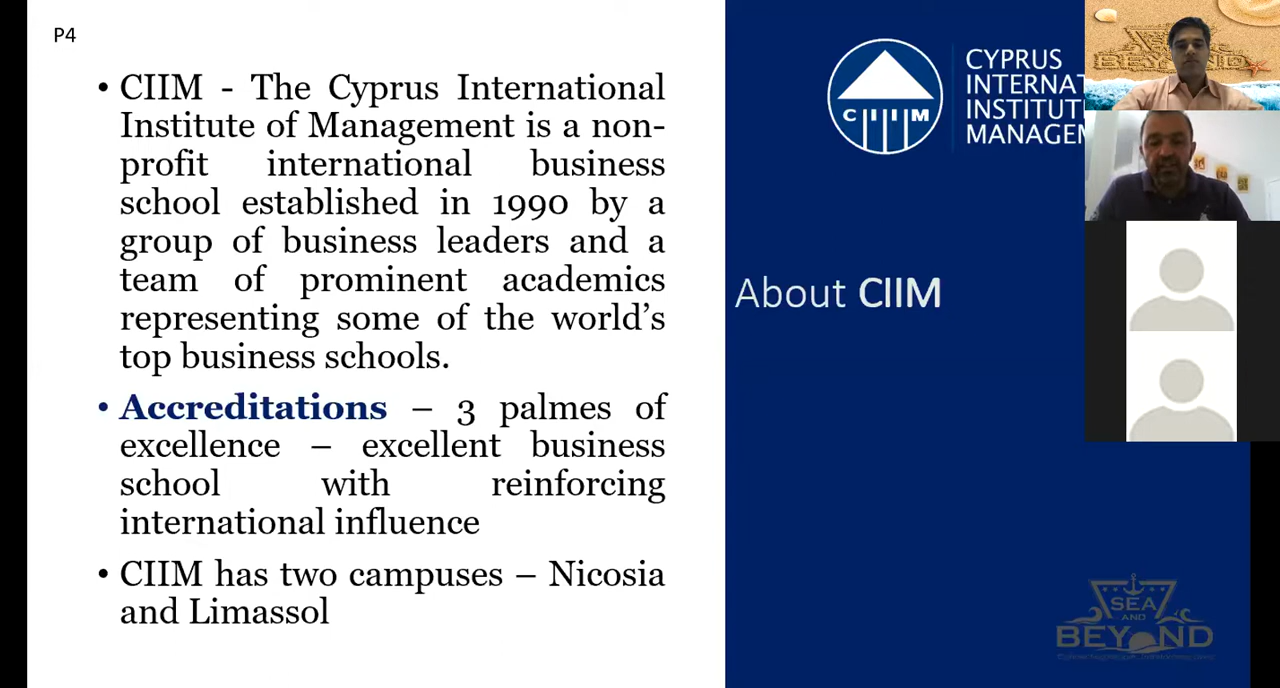 P4
• CIIM - The Cyprus International
Institute of Management is a non-
profit international business
school established in 1990 by a
group of business leaders and a
team of prominent academics
representing some of the world’s
top business schools.
• Accreditations – 3 palmes of
excellence – excellent business
school with reinforcing
international influence
• CIIM has two campuses – Nicosia
and Limassol
CIIM
CYPRUS
INTERNAT
INSTITUT
MANAGEM
About CIIM
BEYOND
SEA
AND
BEYOND